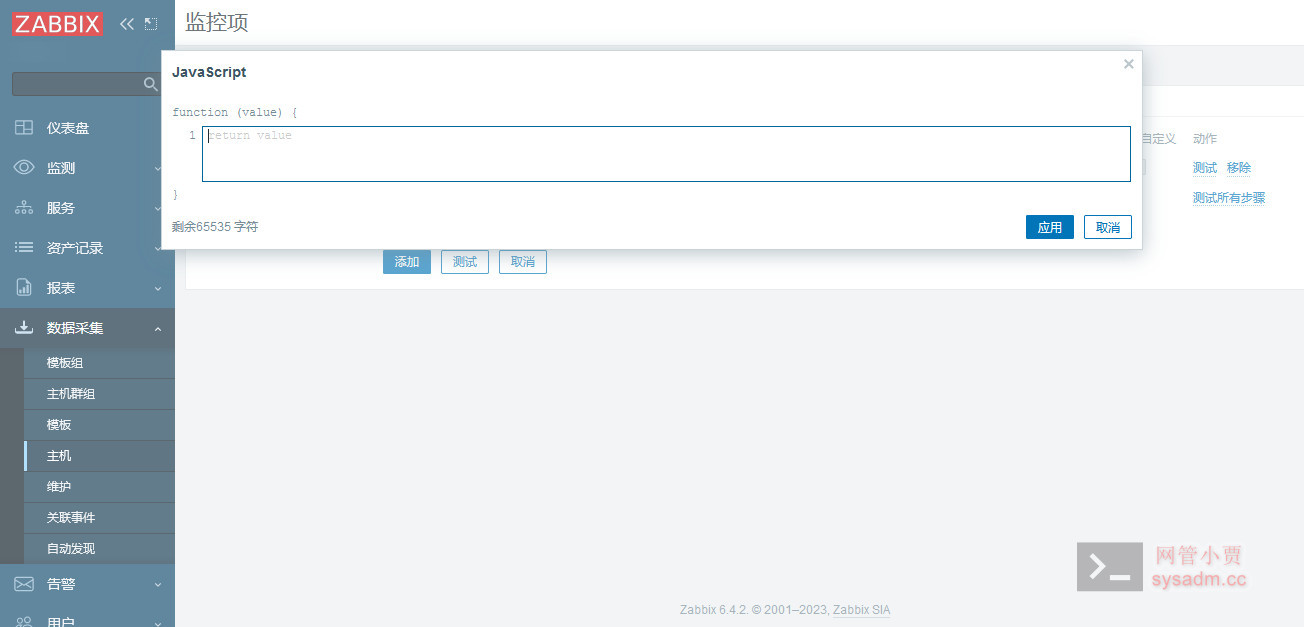 ZABBIX
监控项
JavaScript
function (value) {
1 return value
}
剩余65535 字符
应用 取消
自定义 动作
测试 移除
测试所有步骤
添加 测试 取消
仪表盘
监测
服务
资产记录
报表
数据采集
模板组
主机群组
模板
主机
维护
关联事件
自动发现
告警
用户
网管小贾
sysadm.cc
Zabbix 6.4.2. © 2001–2023, Zabbix SIA